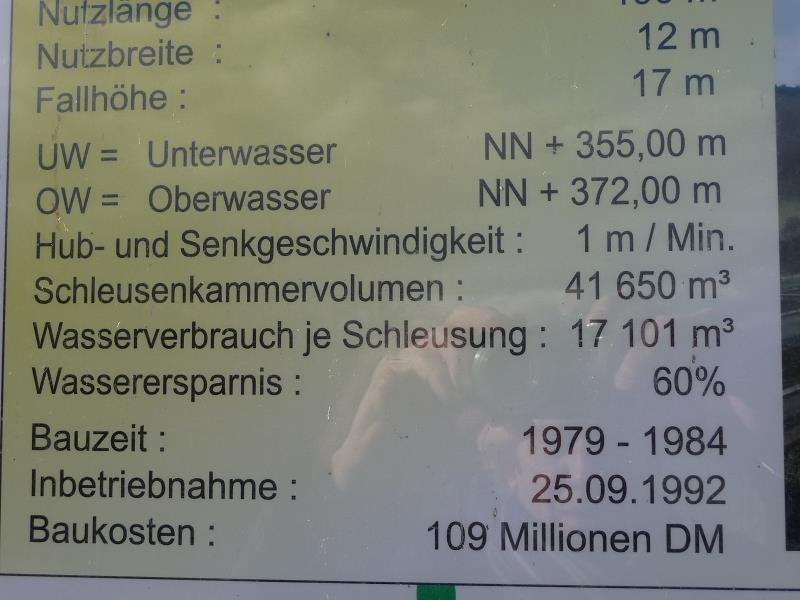 Nutzlänge :
Nutzbreite : 12 m
Fallhöhe : 17 m
UW = Unterwasser NN + 355,00 m
OW = Oberwasser NN + 372,00 m
Hub- und Senkgeschwindigkeit : 1 m / Min.
Schleusenkammervolumen : 41 650 m³
Wasserverbrauch je Schleusung : 17 101 m³
Wasserersparnis : 60%
Bauzeit : 1979 - 1984
Inbetriebnahme : 25.09.1992
Baukosten : 109 Millionen DM